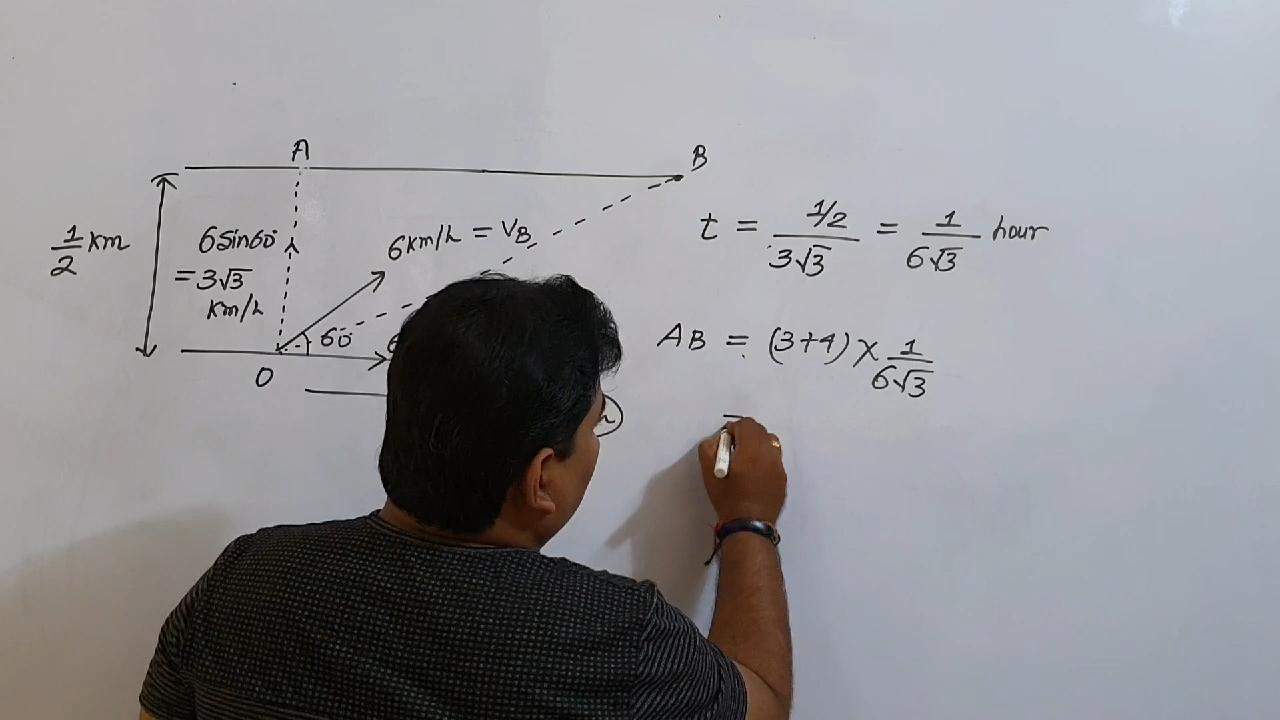 A
B
1/2 km
6sin60°
= 3√3
km/h
6km/h = VB
60°
O
t = 1/2 / 3√3 = 1 / 6√3 hour
AB = (3+4) × 1 / 6√3